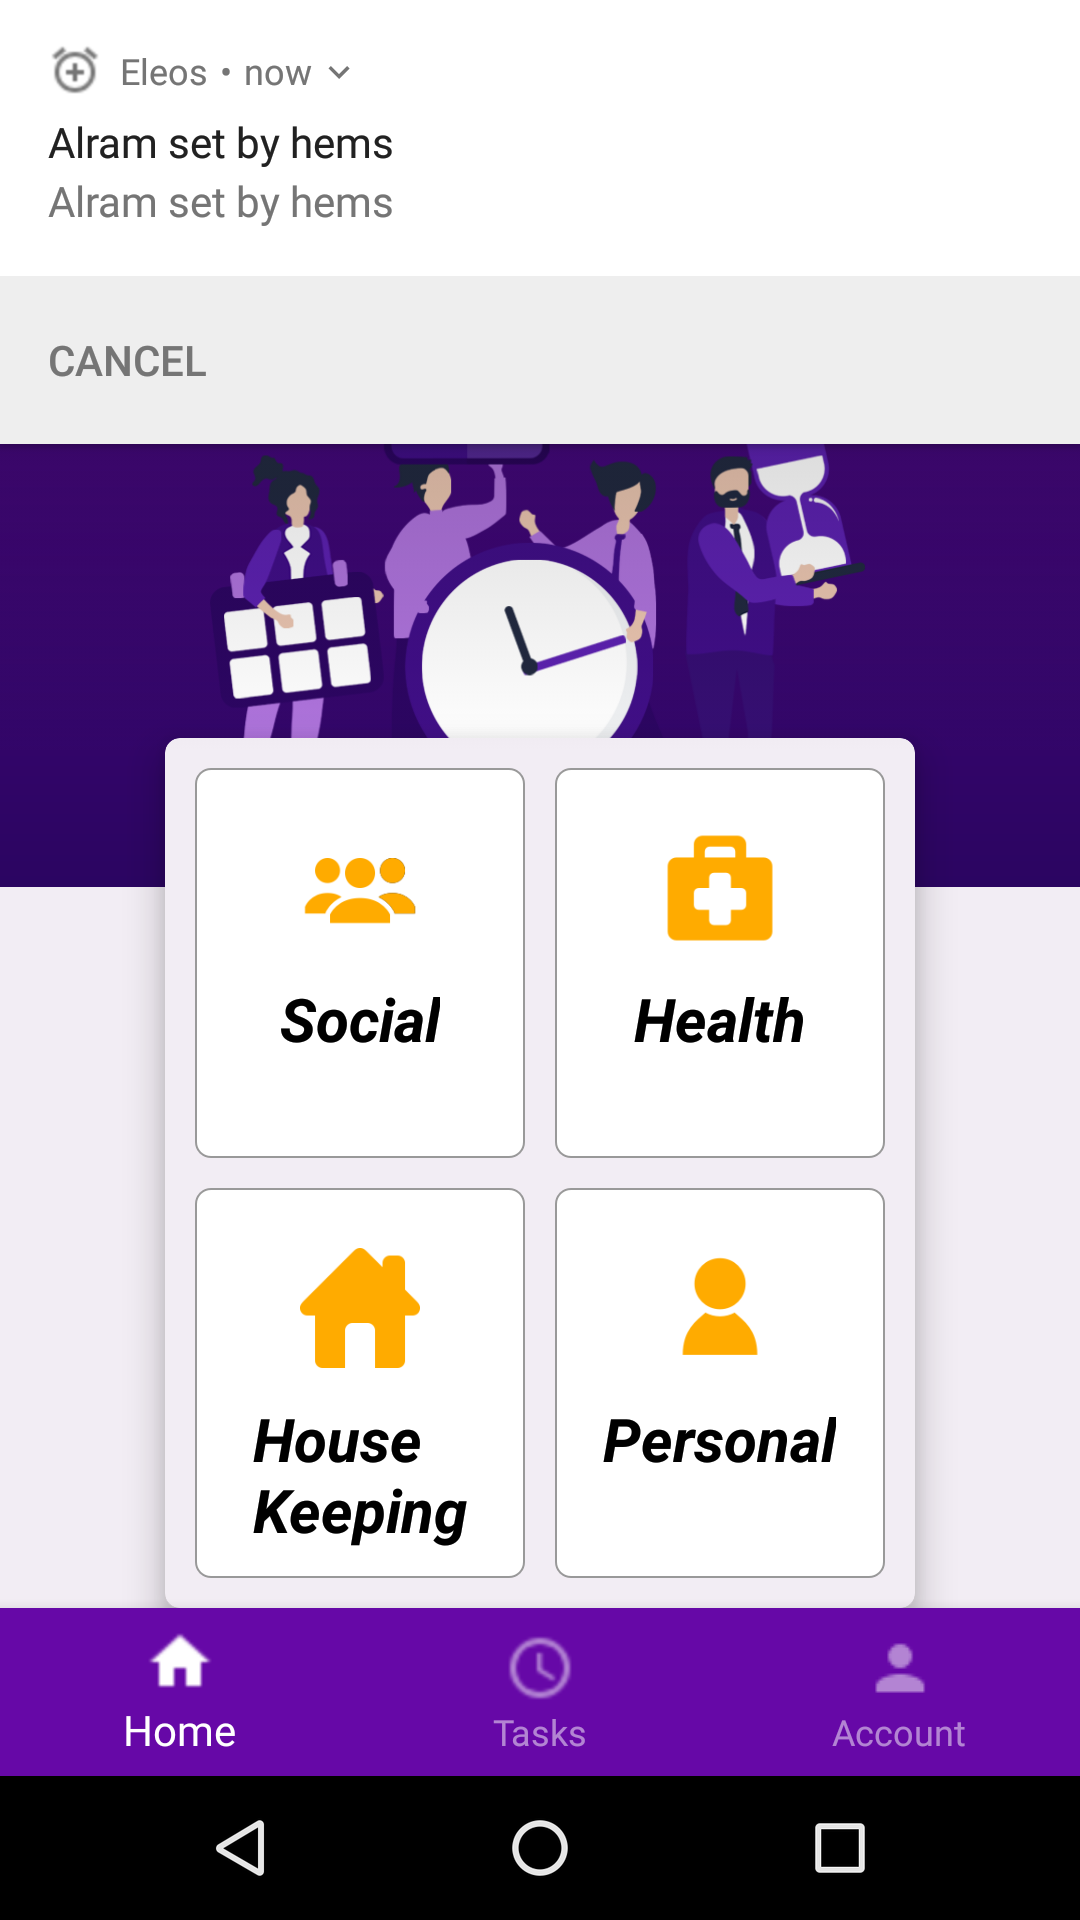 Eleos • now
Alram set by hems
Alram set by hems
CANCEL
Social
Health
House
Keeping
Personal
Home
Tasks
Account